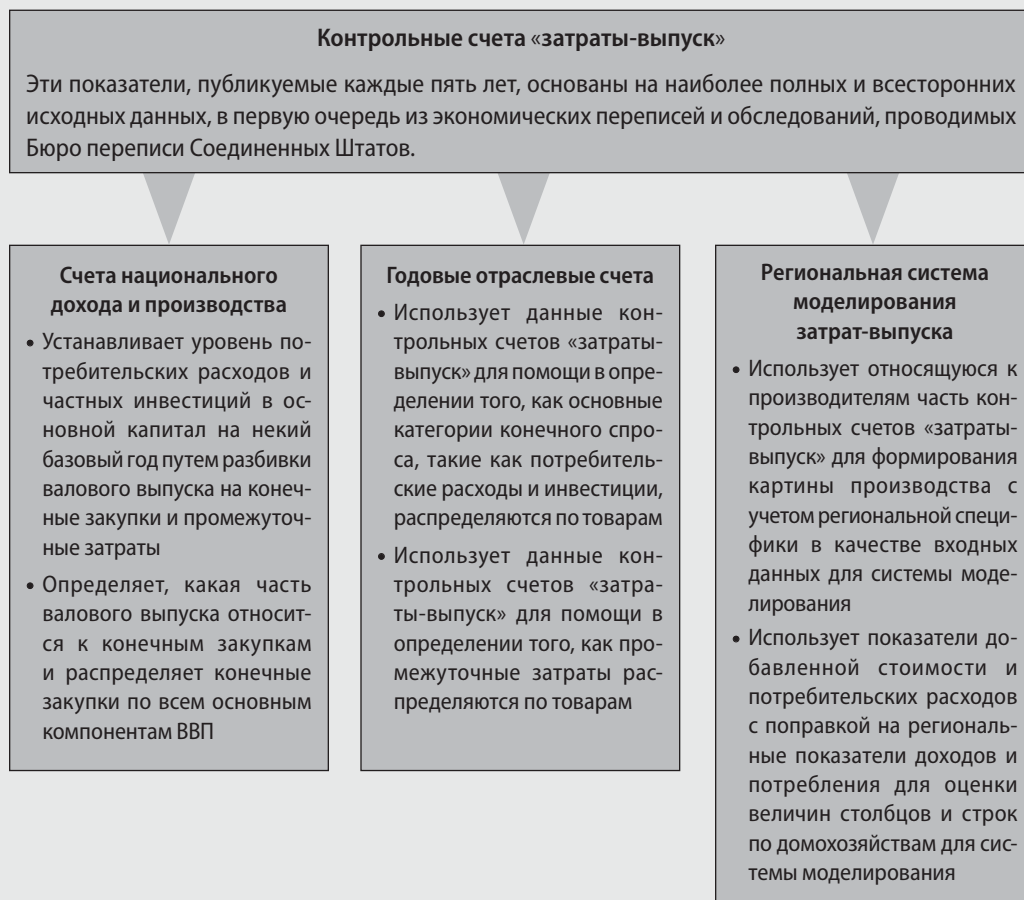 Контрольные счета «затраты-выпуск»
Эти показатели, публикуемые каждые пять лет, основаны на наиболее полных и всесторонних
исходных данных, в первую очередь из экономических переписей и обследований, проводимых
Бюро переписи Соединенных Штатов.
Счета национального
дохода и производства
• Устанавливает уровень по-
требительских расходов и
частных инвестиций в ос-
новной капитал на некий
базовый год путем разбивки
валового выпуска на конеч-
ные закупки и промежуточ-
ные затраты
• Определяет, какая часть
валового выпуска относит-
ся к конечным закупкам
и распределяет конечные
закупки по всем основным
компонентам ВВП
Годовые отраслевые счета
• Использует данные кон-
трольных счетов «затраты-
выпуск» для помощи в опре-
делении того, как основные
категории конечного спро-
са, такие как потребитель-
ские расходы и инвестиции,
распределяются по товарам
• Использует данные кон-
трольных счетов «затра-
ты-выпуск» для помощи в
определении того, как про-
межуточные затраты рас-
пределяются по товарам
Региональная система
моделирования
затрат-выпуска
• Использует относящуюся к
производителям часть кон-
трольных счетов «затраты-
выпуск» для формирования
картины производства с
учетом региональной специ-
фики в качестве входных
данных для системы моде-
лирования
• Использует показатели до-
бавленной стоимости и
потребительских расходов
с поправкой на региональ-
ные показатели доходов и
потребления для оценки
величин столбцов и строк
по домохозяйствам для сис-
темы моделирования